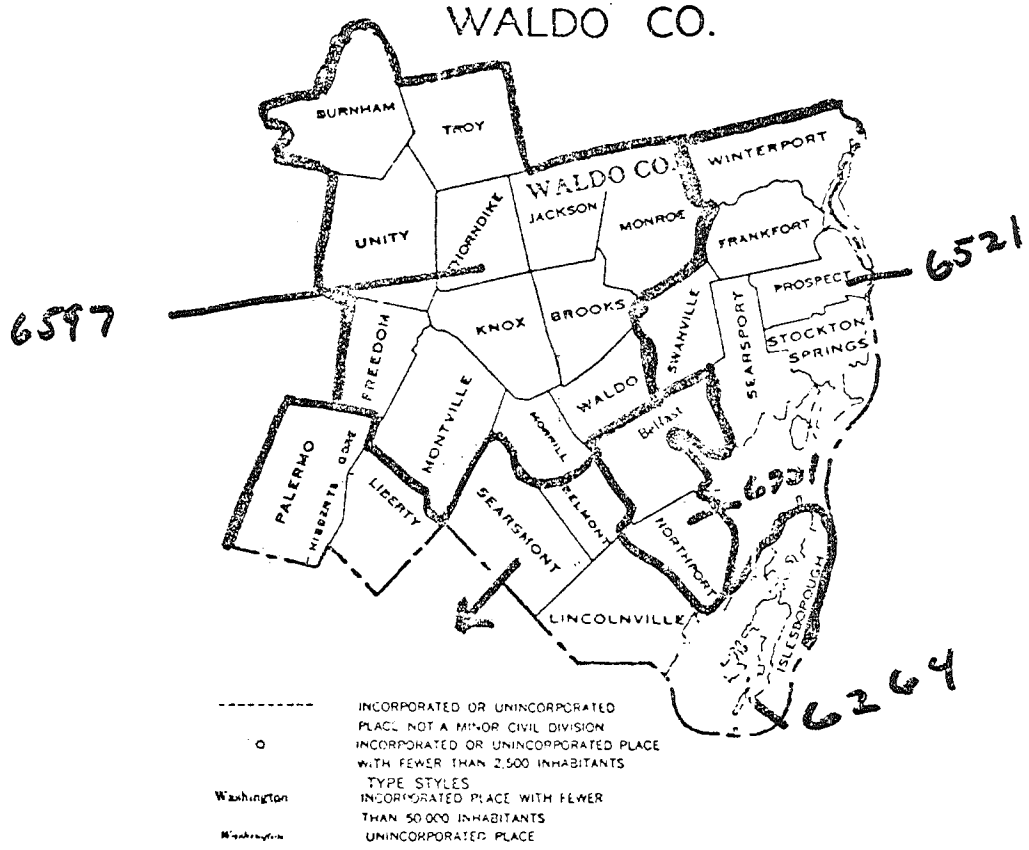 WALDO CO.
BURNHAM
TROY
WINTERPORT
WALDO CO.
THORNDIKE
JACKSON
MONROE
UNITY
FRANKFORT
6521
PROSPECT
6597
KNOX
BROOKS
SWANVILLE
SEARSPORT
STOCKTON
SPRINGS
FREEDOM
WALDO
MONTVILLE
Belfast
MORRILL
PALERMO
HIBBERTS GORE
LIBERTY
SEARSMONT
BELMONT
NORTHPORT
ISLESBOROUGH
LINCOLNVILLE
6264
INCORPORATED OR UNINCORPORATED
PLACE NOT A MINOR CIVIL DIVISION
INCORPORATED OR UNINCORPORATED PLACE
WITH FEWER THAN 2,500 INHABITANTS
TYPE STYLES
Washington INCORPORATED PLACE WITH FEWER
THAN 50 000 INHABITANTS
Washington UNINCORPORATED PLACE